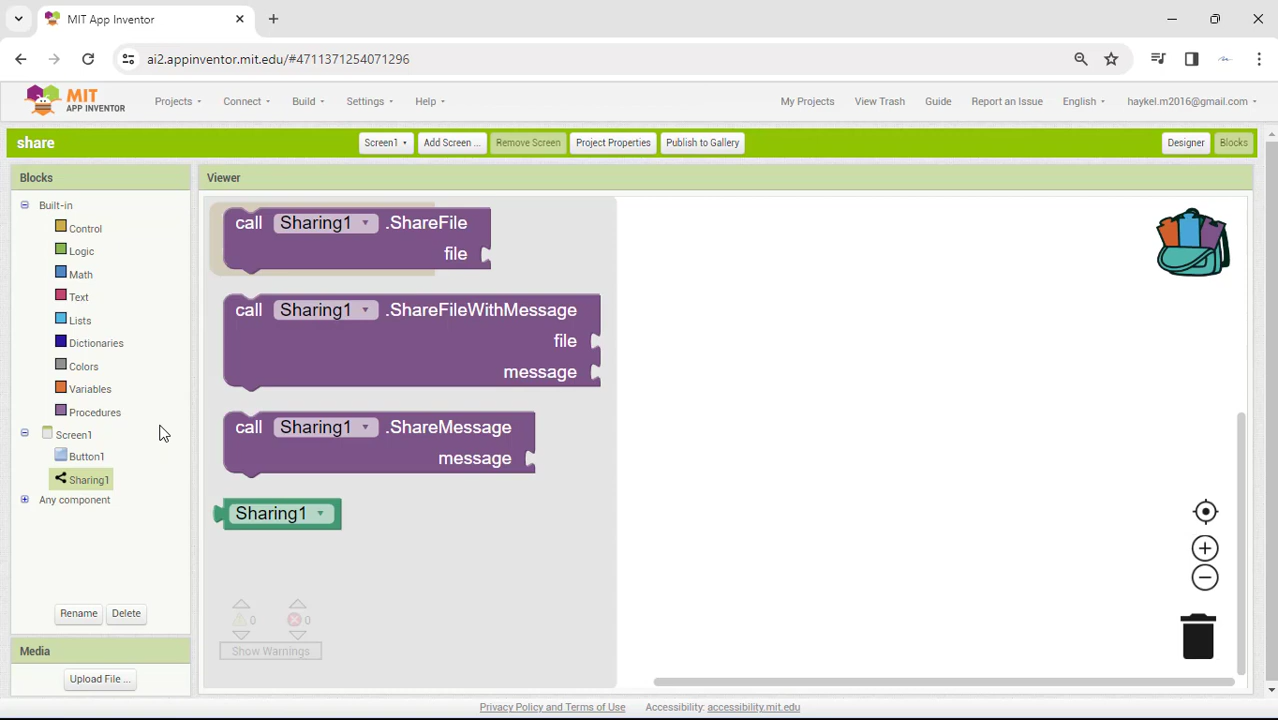 MIT App Inventor
ai2.appinventor.mit.edu/#4711371254071296
MIT
APP INVENTOR
Projects
Connect
Build
Settings
Help
My Projects
View Trash
Guide
Report an Issue
English
haykel.m2016@gmail.com
share
Screen1
Add Screen ...
Remove Screen
Project Properties
Publish to Gallery
Designer
Blocks
Blocks
Viewer
Built-in
Control
Logic
Math
Text
Lists
Dictionaries
Colors
Variables
Procedures
Screen1
Button1
Sharing1
Any component
Rename
Delete
Media
Upload File ...
call Sharing1 .ShareFile
file
call Sharing1 .ShareFileWithMessage
file
message
call Sharing1 .ShareMessage
message
Sharing1
0
0
Show Warnings
Privacy Policy and Terms of Use
Accessibility: accessibility.mit.edu